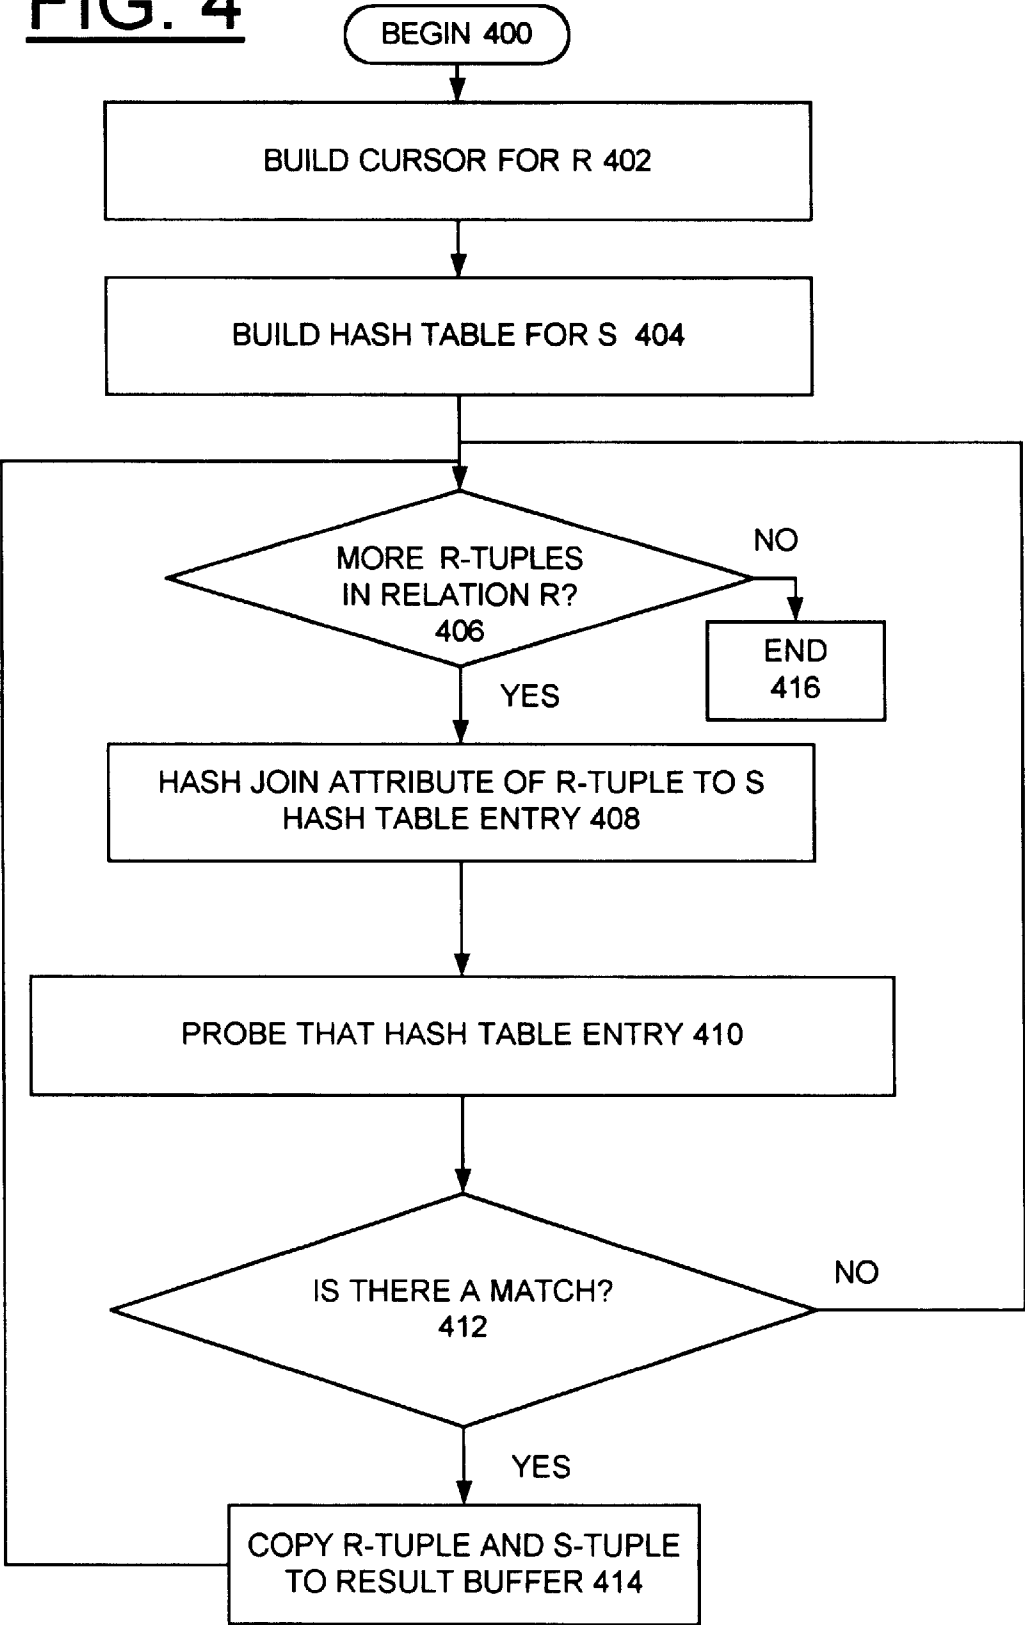 FIG. 4
BEGIN 400
BUILD CURSOR FOR R 402
BUILD HASH TABLE FOR S 404
MORE R-TUPLES
IN RELATION R?
406
NO
END
416
YES
HASH JOIN ATTRIBUTE OF R-TUPLE TO S
HASH TABLE ENTRY 408
PROBE THAT HASH TABLE ENTRY 410
IS THERE A MATCH?
412
NO
YES
COPY R-TUPLE AND S-TUPLE
TO RESULT BUFFER 414